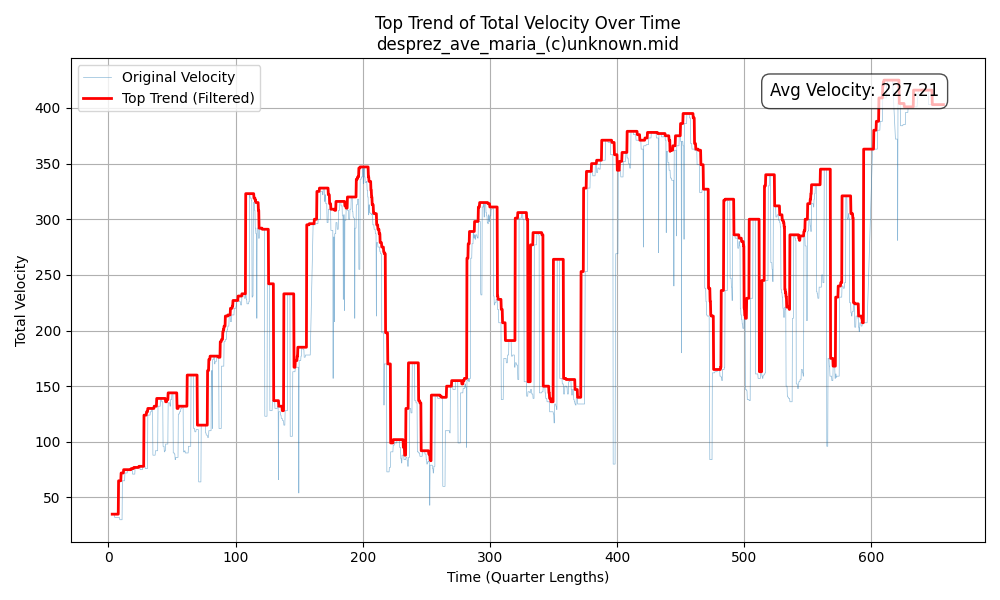 Top Trend of Total Velocity Over Time
desprez_ave_maria_(c)unknown.mid
Original Velocity
Top Trend (Filtered)
Avg Velocity: 227.21
Total Velocity
400
350
300
250
200
150
100
50
0
100
200
300
400
500
600
Time (Quarter Lengths)